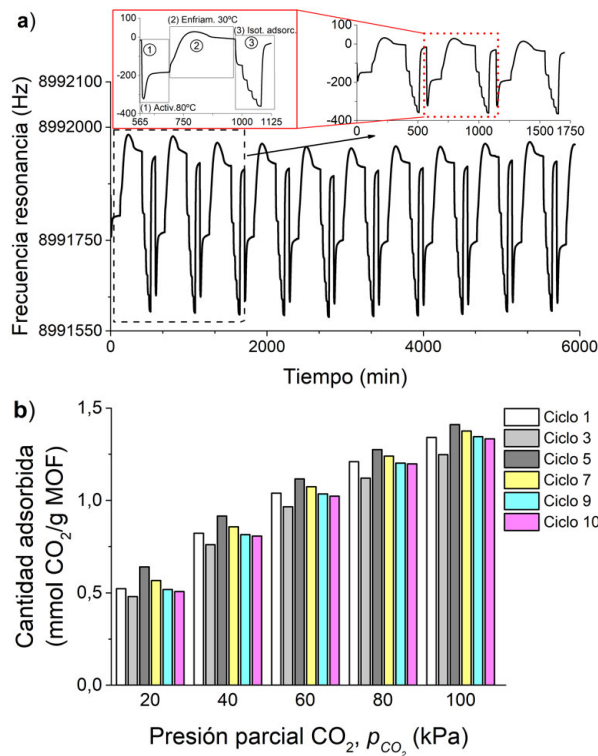 a)
(2) Enfriam. 30ºC
(3) Isot. adsorc.
100
0
-200
-400
1
2
3
(1) Activ.80ºC
565 750 1000 1125
100
0
-200
-400
0 500 1000 1500 1750
Frecuencia resonancia (Hz)
8992100
8992000
8991750
8991550
0 2000 4000 6000
Tiempo (min)
b)
Cantidad adsorbida
(mmol CO2/g MOF)
1,5
1,0
0,5
0,0
Ciclo 1
Ciclo 3
Ciclo 5
Ciclo 7
Ciclo 9
Ciclo 10
20 40 60 80 100
Presión parcial CO2, pCO2 (kPa)